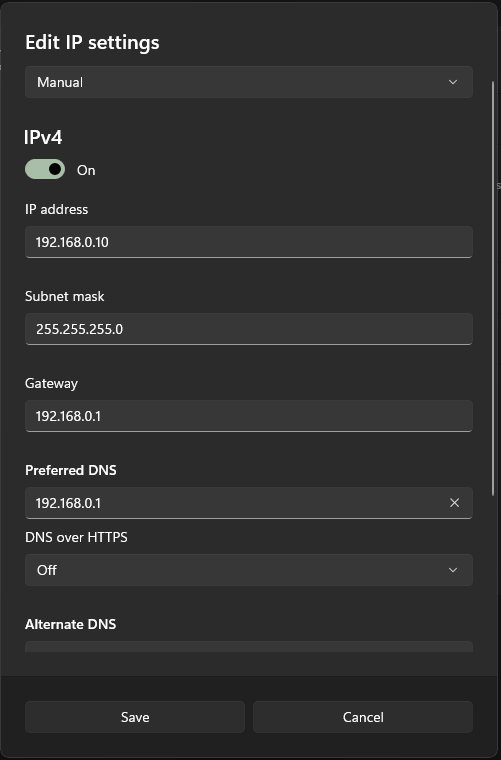 Edit IP settings
Manual
IPv4
On
IP address
192.168.0.10
Subnet mask
255.255.255.0
Gateway
192.168.0.1
Preferred DNS
192.168.0.1
DNS over HTTPS
Off
Alternate DNS
Save
Cancel